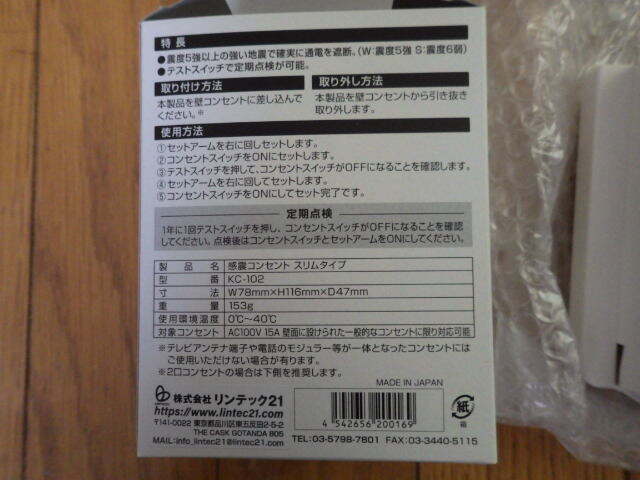 特 長
●震度5強以上の強い地震で確実に通電を遮断。(W:震度5強 S:震度6弱)
●テストスイッチで定期点検が可能。
取り付け方法
本製品を壁コンセントに差し込んで
ください。※
取り外し方法
本製品を壁コンセントから引き抜き
取り外します。
使用方法
①セットアームを右に回しセットします。
②コンセントスイッチをONにセットします。
③テストスイッチを押して、コンセントスイッチがOFFになることを確認します。
④セットアームを右に回してセットします。
⑤コンセントスイッチをONにしてセット完了です。
定期点検
1年に1回テストスイッチを押し、コンセントスイッチがOFFになることを確認
してください。点検後はコンセントスイッチとセットアームをONにしてください。
製品名 感震コンセント スリムタイプ
型番 KC-102
寸法 W78mm×H116mm×D47mm
重量 153g
使用環境温度 0℃~40℃
対象コンセント AC100V 15A 壁面に設けられた一般的なコンセントに限り対応可能
※テレビアンテナ端子や電話のモジュラー等が一体となったコンセントには
ご使用いただけない場合が有ります。
※2口コンセントの場合は下側を推奨します。
MADE IN JAPAN
株式会社 リンテック21
https://www.lintec21.com
〒141-0022 東京都品川区東五反田2-5-2
THE CASK GOTANDA 805
MAIL:info_lintec21@lintec21.com
4 542656 200169
TEL:03-5798-7801 FAX:03-3440-5115
紙
箱